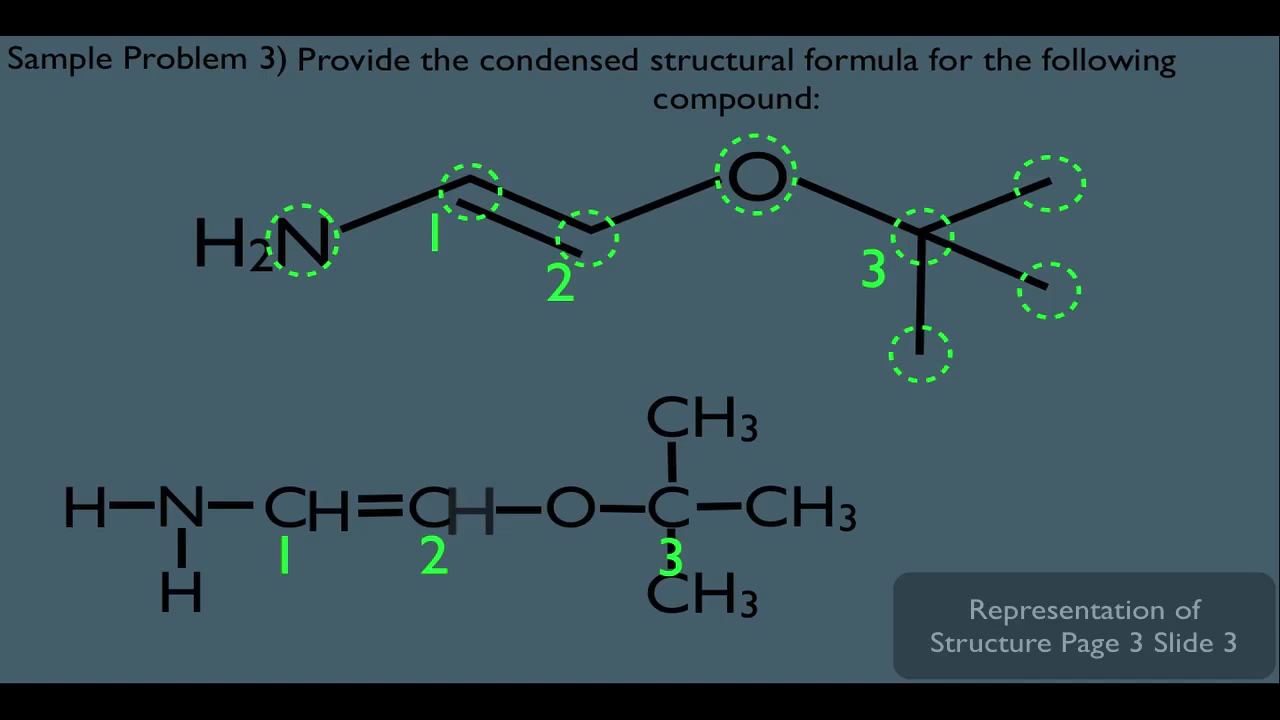 Sample Problem 3) Provide the condensed structural formula for the following
compound:
H₂N O
1 2 3
CH₃
H N CH CH O C CH₃
1 2 3
H CH₃
Representation of
Structure Page 3 Slide 3